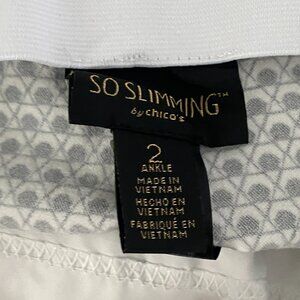 SO SLIMMING™
by chico's
2
ANKLE
MADE IN
VIETNAM
HECHO EN
VIETNAM
FABRIQUÉ EN
VIETNAM